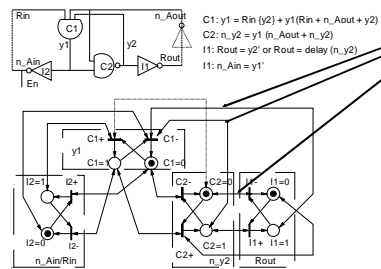 Rin
C1
n_Aout
y1
y2
n_Ain
I2
C2
I1
Rout
En
C1: y1 = Rin {y2} + y1(Rin + n_Aout + y2)
C2: n_y2 = y1 (n_Aout + n_y2)
I1: Rout = y2' or Rout = delay (n_y2)
I1: n_Ain = y1'
C1+
C1-
y1
C1=1
C1=0
I2=1
I2+
C2-
C2=0
I1-
I1=0
I2=0
I2-
C2=1
I1+
I1=1
C2+
n_Ain/Rin
n_y2
Rout